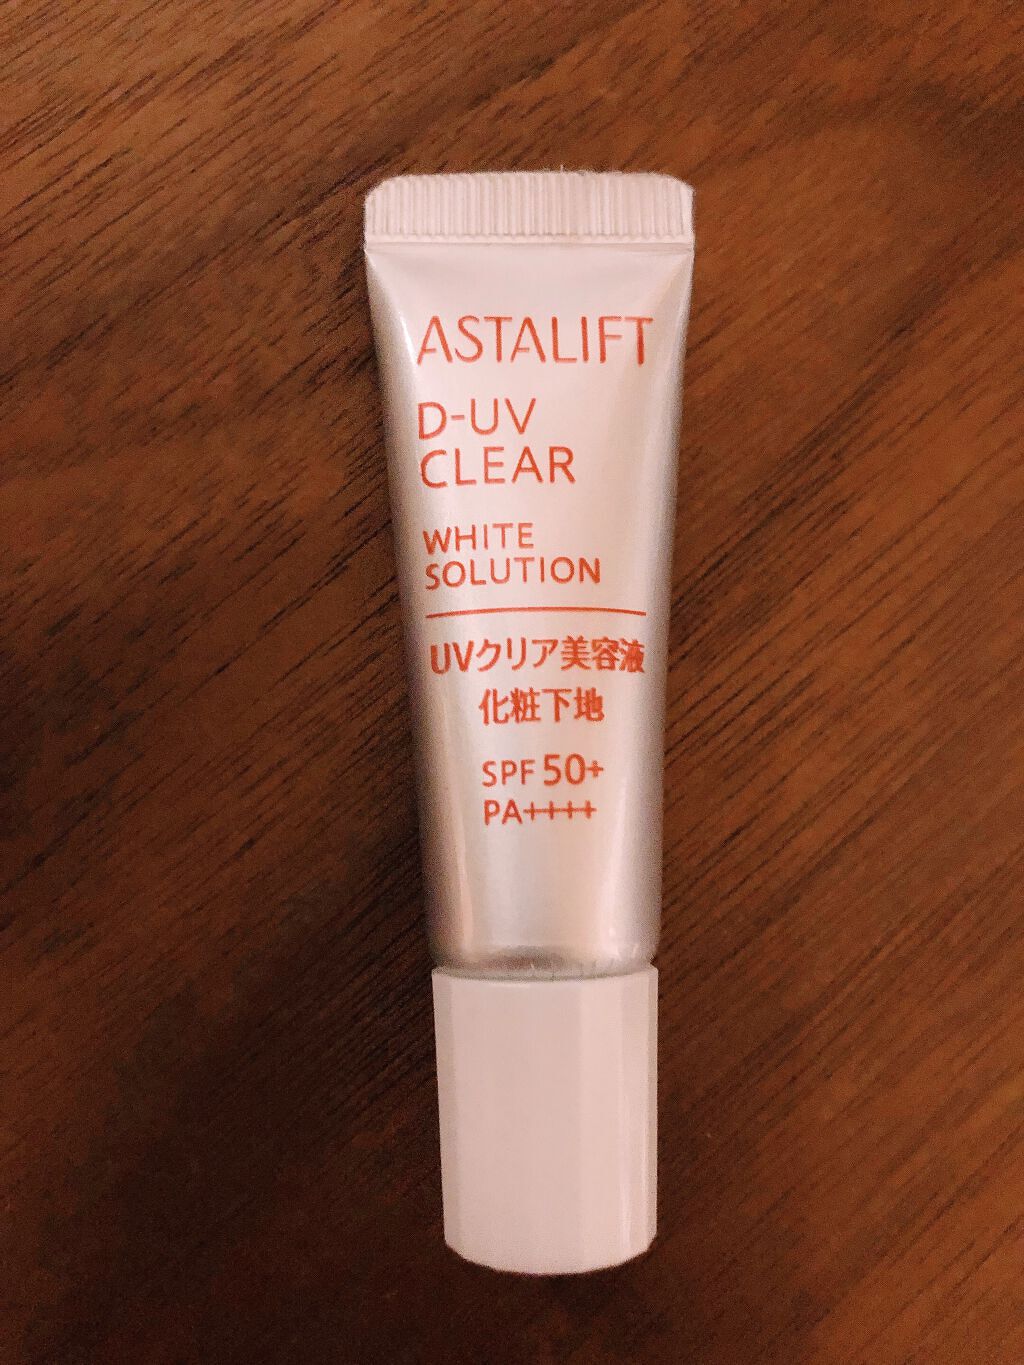 ASTALIFT
D-UV
CLEAR
WHITE
SOLUTION
UVクリア美容液
化粧下地
SPF 50+
PA++++